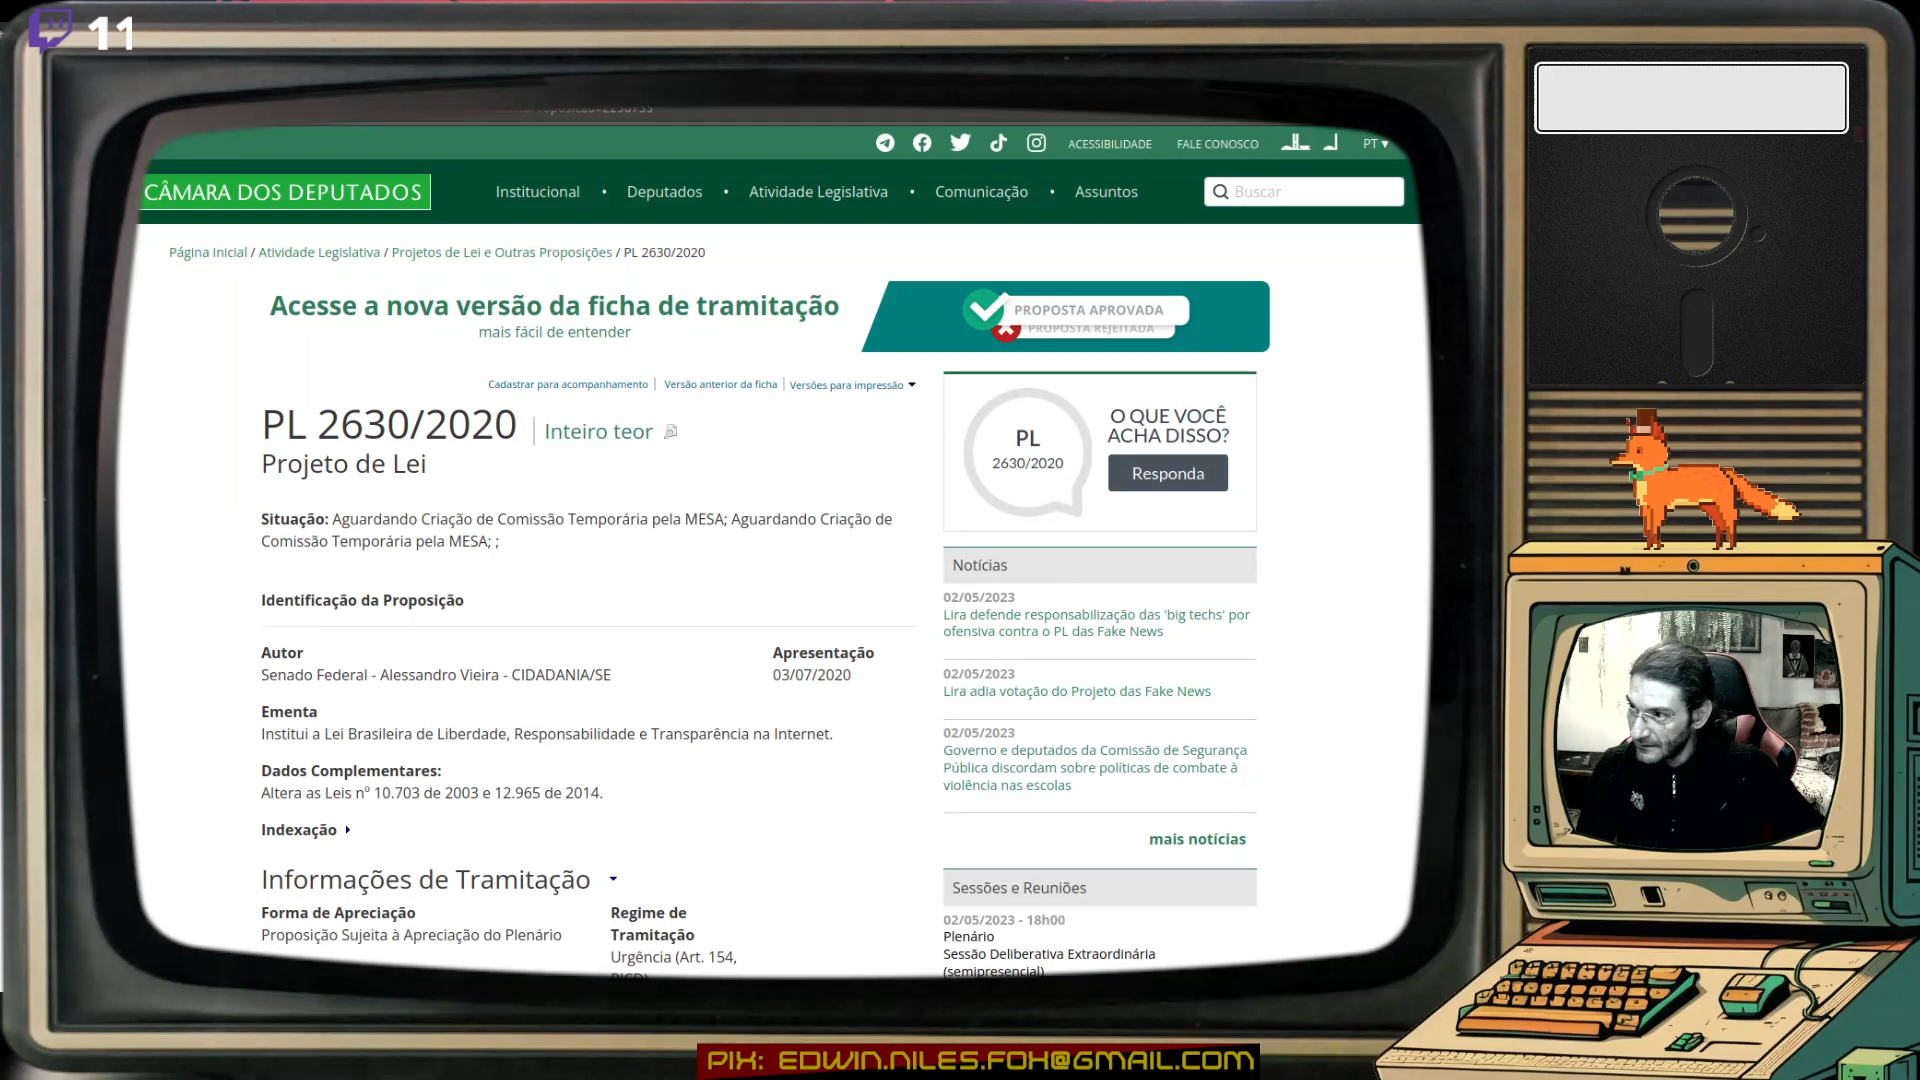 11
ACESSIBILIDADE
FALE CONOSCO
PT ▾
CÂMARA DOS DEPUTADOS
Institucional • Deputados • Atividade Legislativa • Comunicação • Assuntos
Buscar
Página Inicial / Atividade Legislativa / Projetos de Lei e Outras Proposições / PL 2630/2020
Acesse a nova versão da ficha de tramitação
mais fácil de entender
PROPOSTA APROVADA
PROPOSTA REJEITADA
Cadastrar para acompanhamento | Versão anterior da ficha | Versões para impressão
PL 2630/2020 | Inteiro teor
Projeto de Lei
Situação: Aguardando Criação de Comissão Temporária pela MESA; Aguardando Criação de
Comissão Temporária pela MESA; ;
Identificação da Proposição
Autor
Senado Federal - Alessandro Vieira - CIDADANIA/SE
Apresentação
03/07/2020
Ementa
Institui a Lei Brasileira de Liberdade, Responsabilidade e Transparência na Internet.
Dados Complementares:
Altera as Leis nº 10.703 de 2003 e 12.965 de 2014.
Indexação
Informações de Tramitação
Forma de Apreciação
Proposição Sujeita à Apreciação do Plenário
Regime de
Tramitação
Urgência (Art. 154,
RICD)
PL
2630/2020
O QUE VOCÊ
ACHA DISSO?
Responda
Notícias
02/05/2023
Lira defende responsabilização das 'big techs' por
ofensiva contra o PL das Fake News
02/05/2023
Lira adia votação do Projeto das Fake News
02/05/2023
Governo e deputados da Comissão de Segurança
Pública discordam sobre políticas de combate à
violência nas escolas
mais notícias
Sessões e Reuniões
02/05/2023 - 18h00
Plenário
Sessão Deliberativa Extraordinária
(semipresencial)
PIX: EDWIN.NILES.FOX@GMAIL.COM